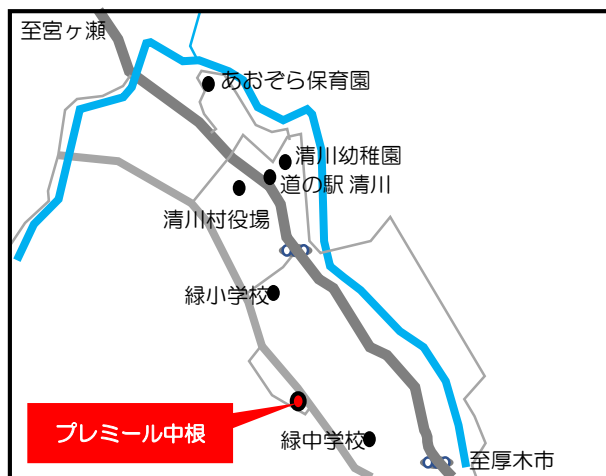 至宮ヶ瀬
あおぞら保育園
清川幼稚園
道の駅 清川
清川村役場
緑小学校
プレミール中根
緑中学校
至厚木市